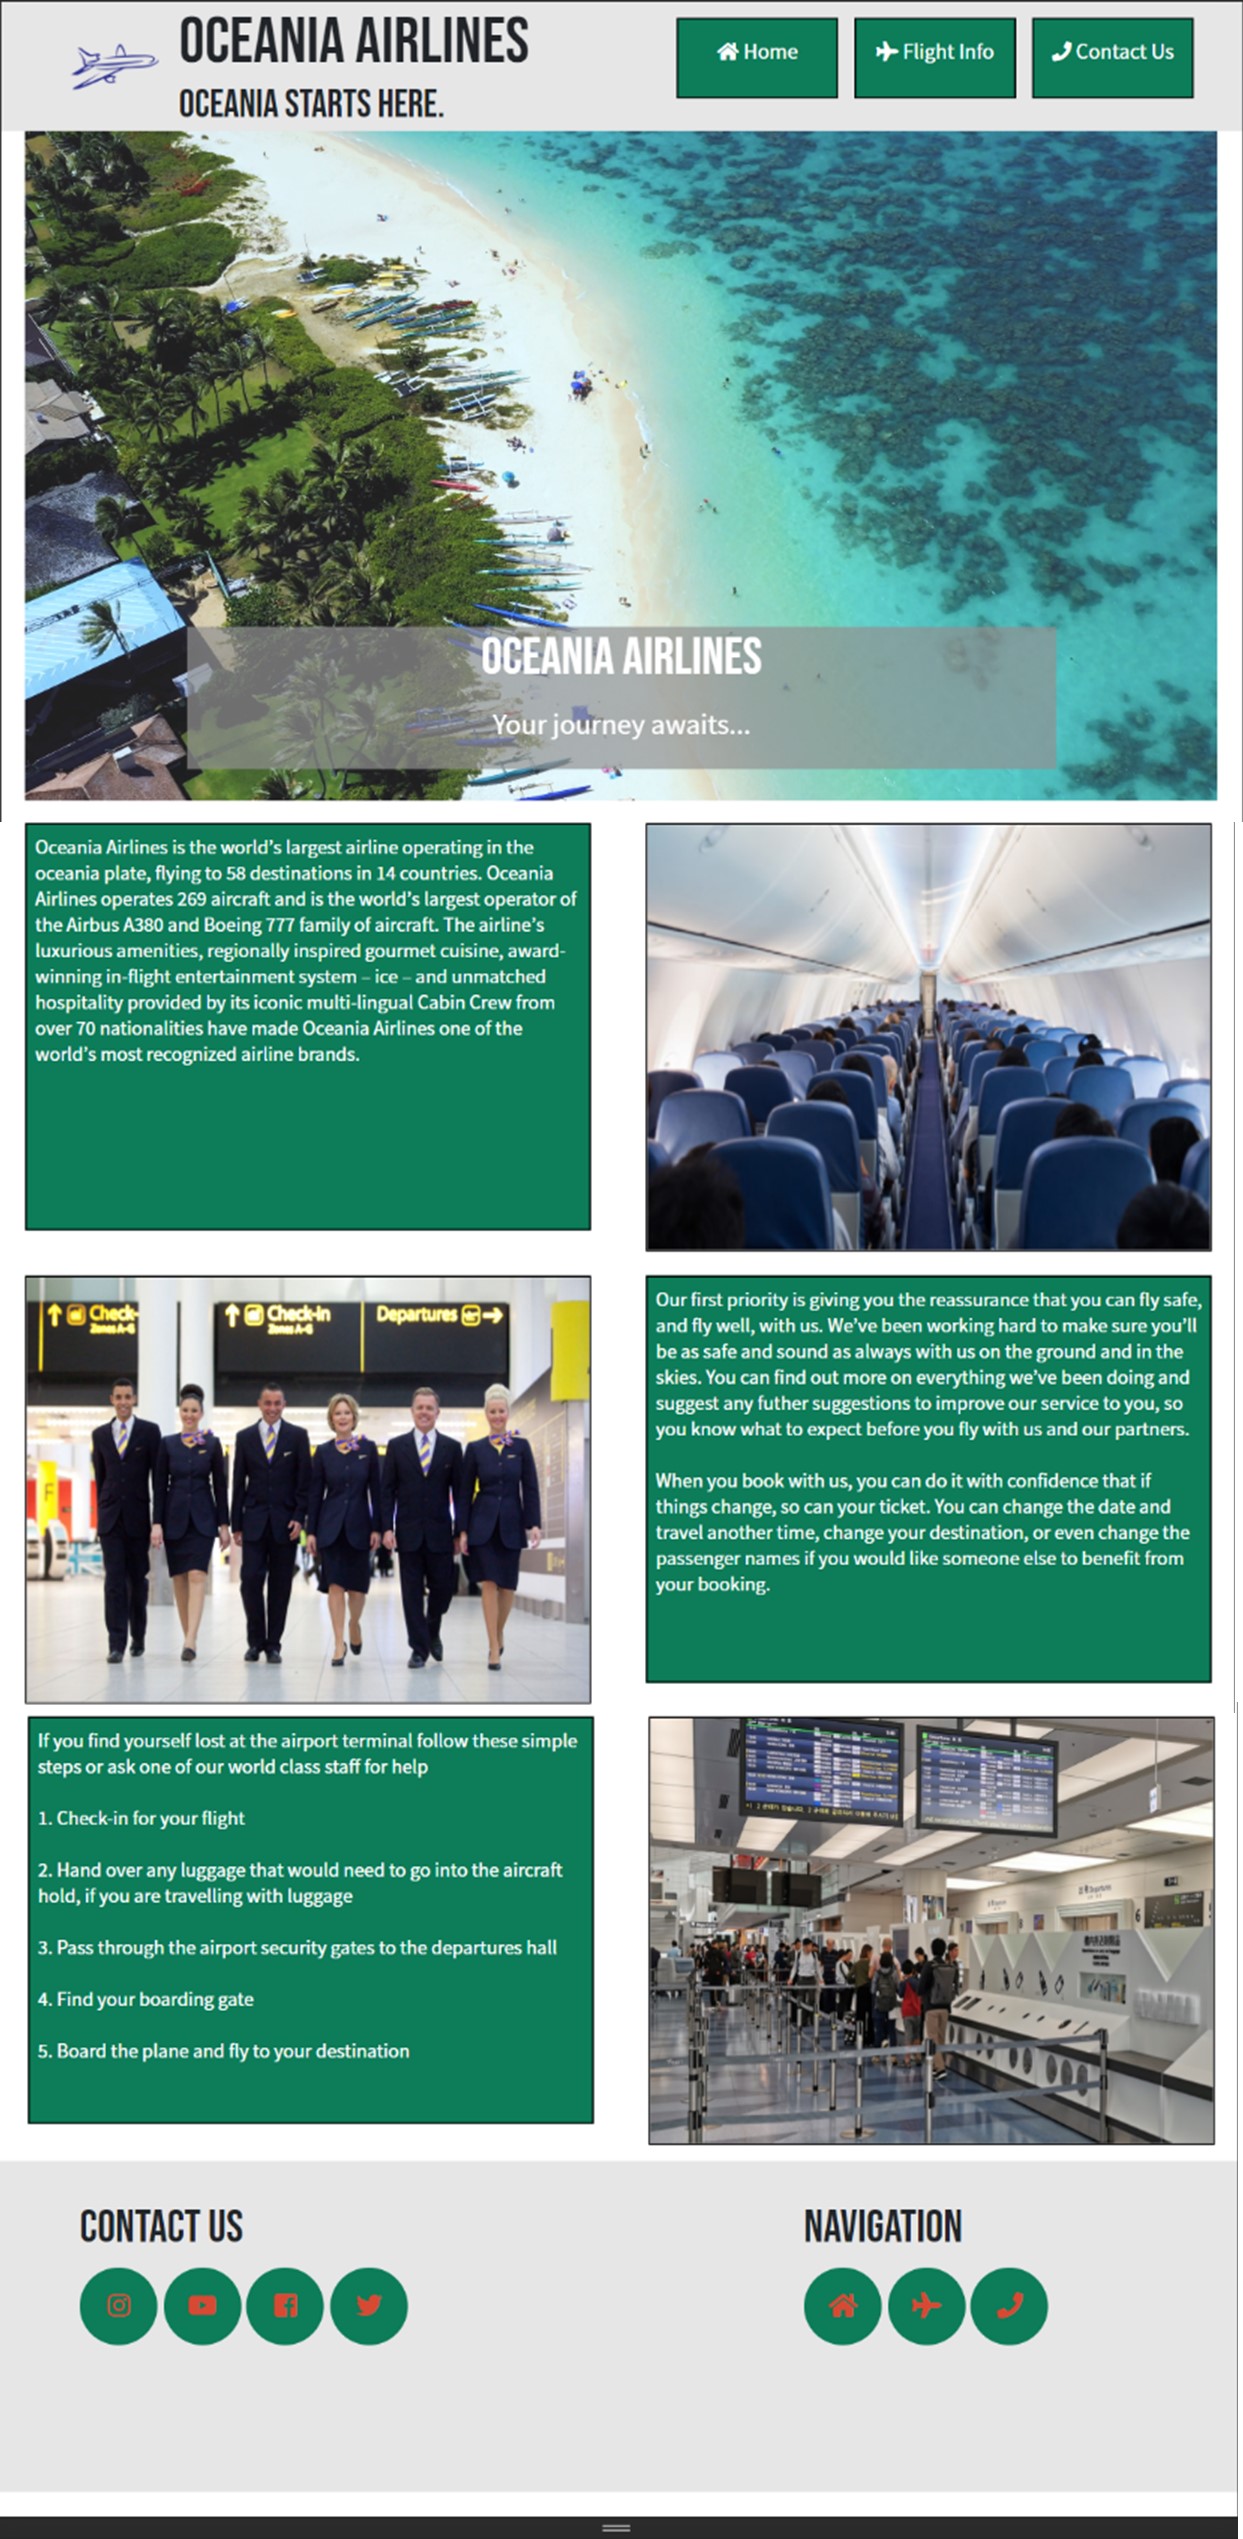 OCEANIA AIRLINES
OCEANIA STARTS HERE.
Home
Flight Info
Contact Us
OCEANIA AIRLINES
Your journey awaits...
Oceania Airlines is the world's largest airline operating in the
oceania plate, flying to 58 destinations in 14 countries. Oceania
Airlines operates 269 aircraft and is the world's largest operator of
the Airbus A380 and Boeing 777 family of aircraft. The airline's
luxurious amenities, regionally inspired gourmet cuisine, award-
winning in-flight entertainment system – ice – and unmatched
hospitality provided by its iconic multi-lingual Cabin Crew from
over 70 nationalities have made Oceania Airlines one of the
world's most recognized airline brands.
Check-
Zones A-G
Check-in
Zones A-G
Departures
F
Our first priority is giving you the reassurance that you can fly safe,
and fly well, with us. We've been working hard to make sure you'll
be as safe and sound as always with us on the ground and in the
skies. You can find out more on everything we've been doing and
suggest any futher suggestions to improve our service to you, so
you know what to expect before you fly with us and our partners.
When you book with us, you can do it with confidence that if
things change, so can your ticket. You can change the date and
travel another time, change your destination, or even change the
passenger names if you would like someone else to benefit from
your booking.
If you find yourself lost at the airport terminal follow these simple
steps or ask one of our world class staff for help
1. Check-in for your flight
2. Hand over any luggage that would need to go into the aircraft
hold, if you are travelling with luggage
3. Pass through the airport security gates to the departures hall
4. Find your boarding gate
5. Board the plane and fly to your destination
CONTACT US
NAVIGATION